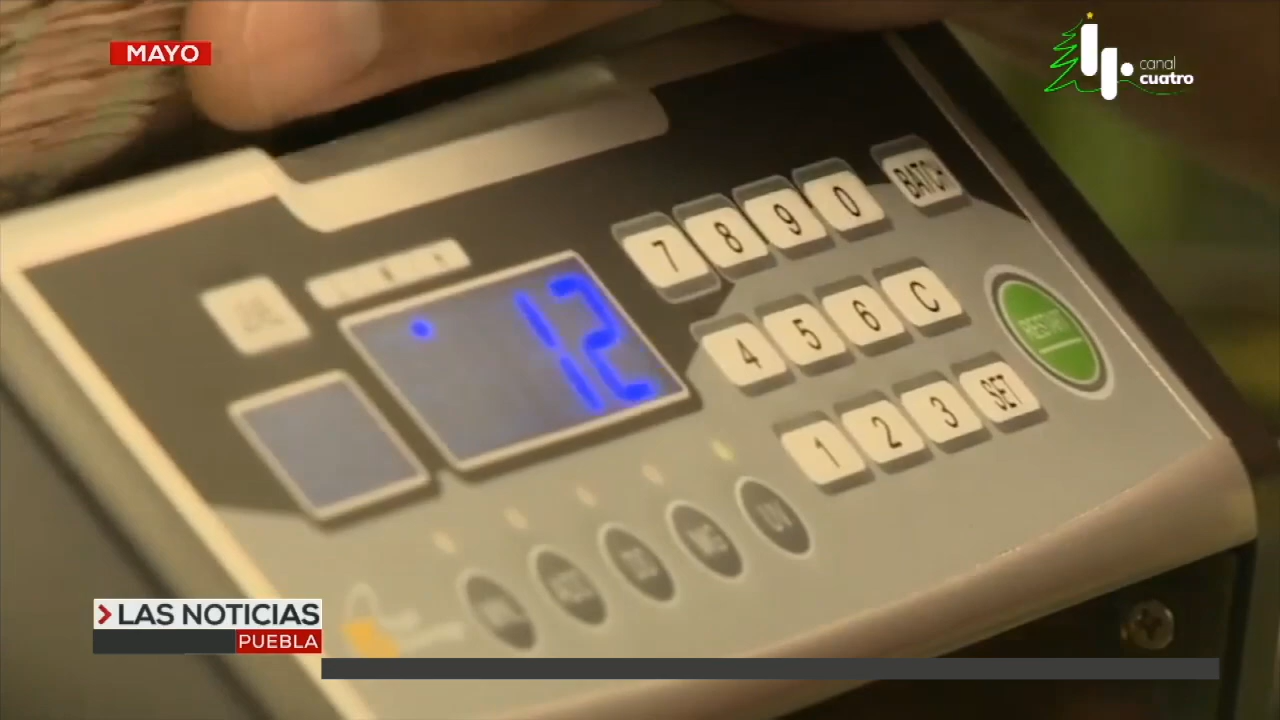 MAYO
canal
cuatro
7 8 9 0 BATCH
4 5 6 C
RESTART
1 2 3 SET
12
UV
LAS NOTICIAS
PUEBLA